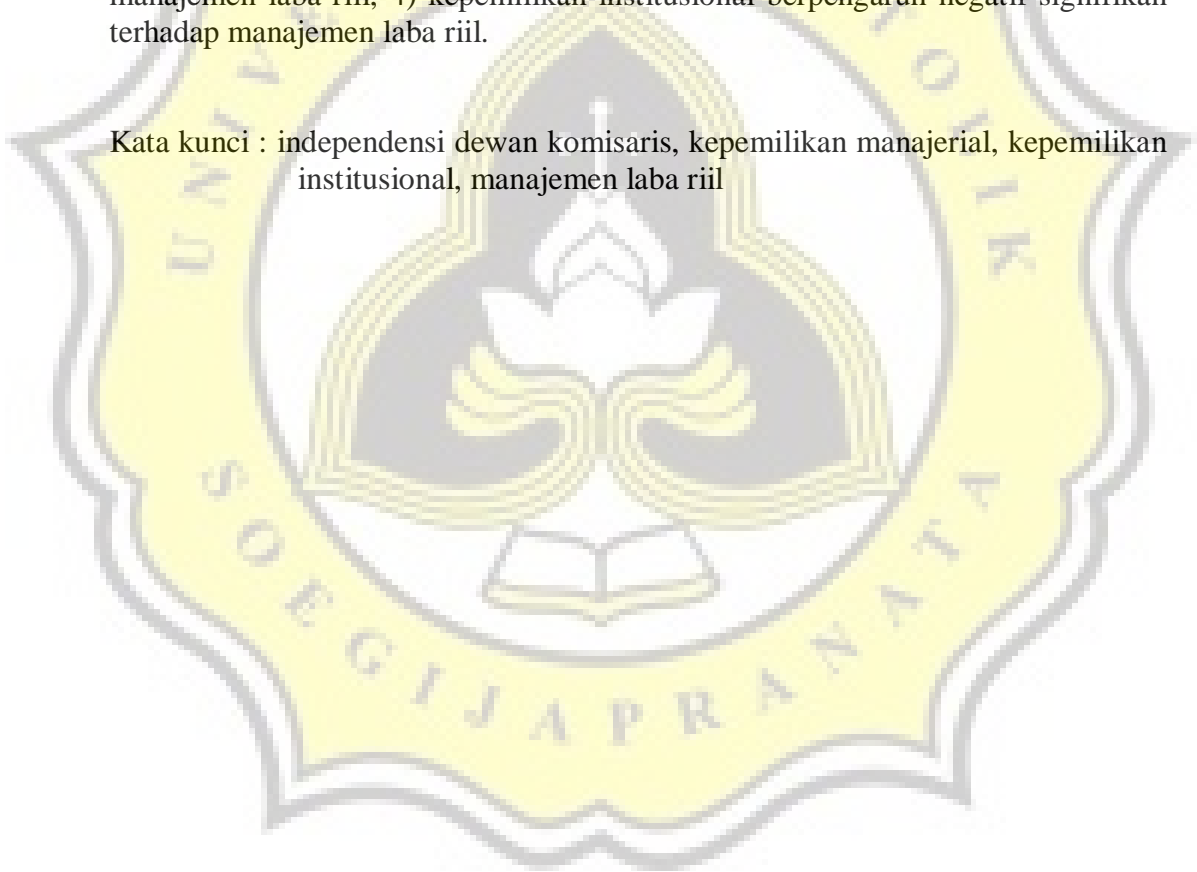 manajemen laba riil, 4) kepemilikan institusional berpengaruh negatif signifikan
terhadap manajemen laba riil.
Kata kunci : independensi dewan komisaris, kepemilikan manajerial, kepemilikan
institusional, manajemen laba riil
SOEGIJAPRANATA